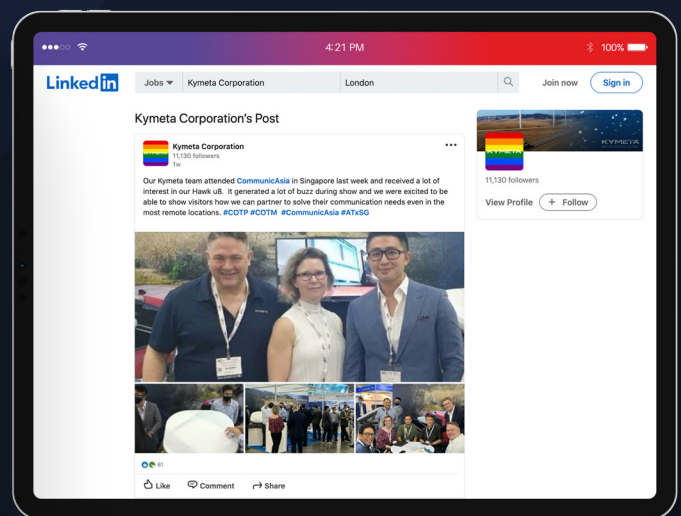 4:21 PM
100%
Linked in
Jobs
Kymeta Corporation
London
Join now
Sign in
Kymeta Corporation's Post
Kymeta Corporation
11,130 followers
1w
Our Kymeta team attended CommunicAsia in Singapore last week and received a lot of
interest in our Hawk u8. It generated a lot of buzz during show and we were excited to be
able to show visitors how we can partner to solve their communication needs even in the
most remote locations. #COTP #COTM #CommunicAsia #ATxSG
61
Like
Comment
Share
KYMETA
KYMETA
11,130 followers
View Profile
+ Follow